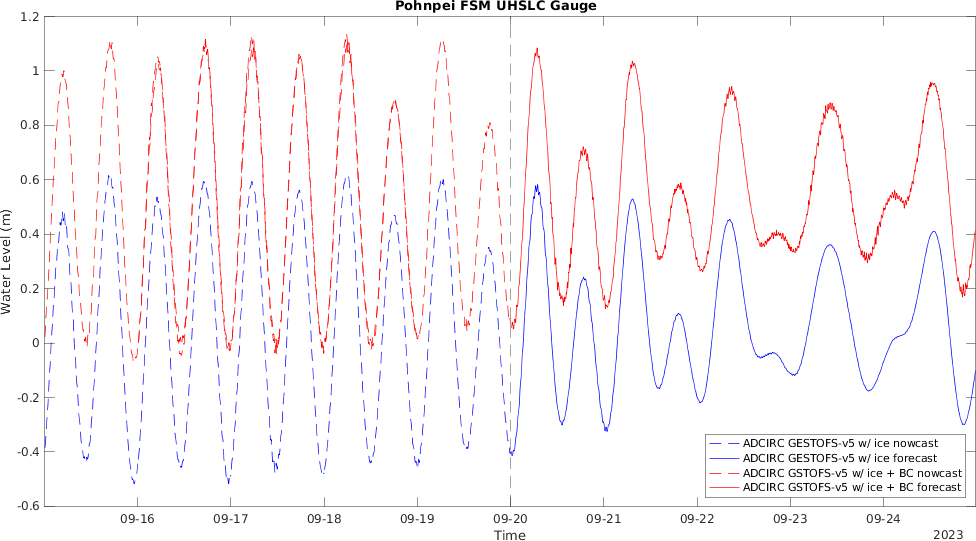 Pohnpei FSM UHSLC Gauge
1.2
1
0.8
0.6
0.4
0.2
0
-0.2
-0.4
-0.6
Water Level (m)
ADCIRC GESTOFS-v5 w/ ice nowcast
ADCIRC GESTOFS-v5 w/ ice forecast
ADCIRC GSTOFS-v5 w/ ice + BC nowcast
ADCIRC GSTOFS-v5 w/ ice + BC forecast
09-16 09-17 09-18 09-19 09-20 09-21 09-22 09-23 09-24
Time
2023